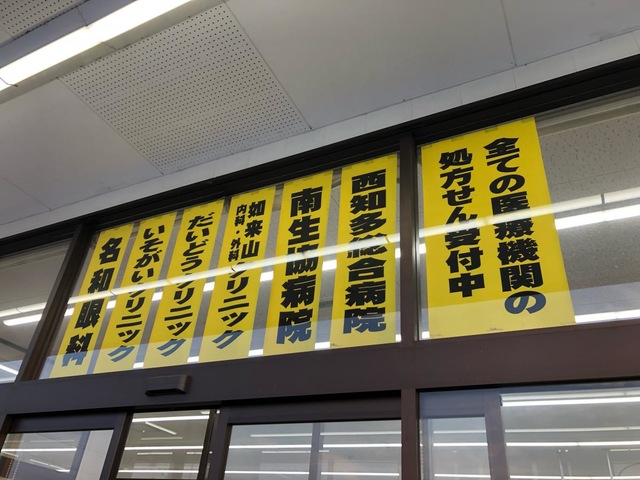 全ての医療機関の
処方せん受付中
西知多総合病院
南生協病院
如来山
内科・外科クリニック
だいどうクリニック
いそがいクリニック
名和眼科